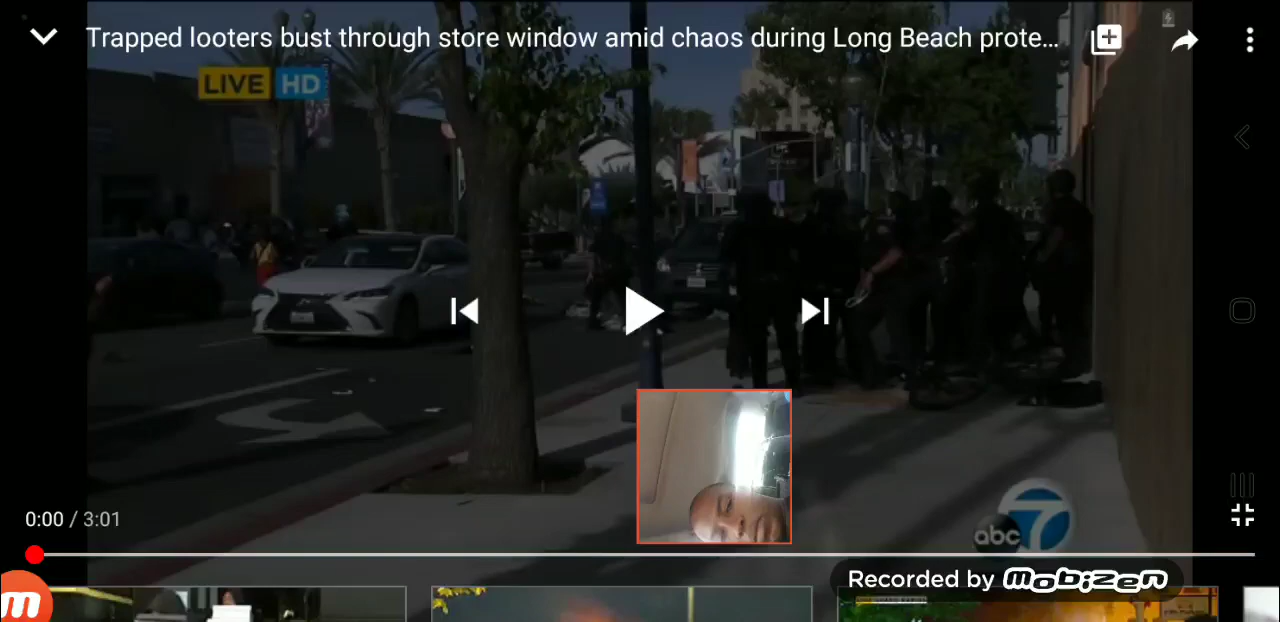 Trapped looters bust through store window amid chaos during Long Beach prote...
LIVE HD
0:00 / 3:01
abc 7
Recorded by mobizen
m